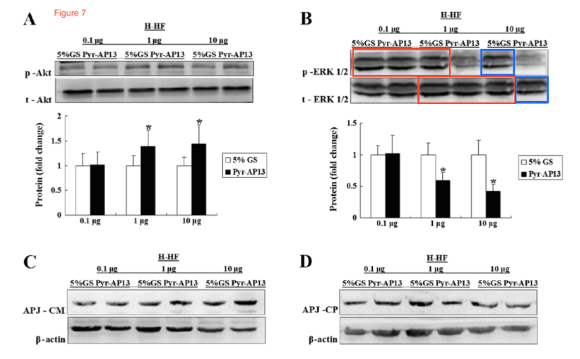 Figure 7
A
H-HF
0.1 µg 1 µg 10 µg
5%GS Pyr-AP13 5%GS Pyr-AP13 5%GS Pyr-AP13
p -Akt
t - Akt
Protein (fold change)
2
1.5
1
0.5
0
*
*
0.1 µg 1 µg 10 µg
5% GS
Pyr-AP13
B
H-HF
0.1 µg 1 µg 10 µg
5%GS Pyr-AP13 5%GS Pyr-AP13 5%GS Pyr-AP13
p -ERK 1/2
t - ERK 1/2
Protein (fold change)
1.5
1
0.5
0
*
*
0.1 µg 1 µg 10 µg
5% GS
Pyr-AP13
C
H-HF
0.1 µg 1 µg 10 µg
5%GS Pyr-AP13 5%GS Pyr-AP13 5%GS Pyr-AP13
APJ - CM
β-actin
D
H-HF
0.1 µg 1 µg 10 µg
5%GS Pyr-AP13 5%GS Pyr-AP13 5%GS Pyr-AP13
APJ -CP
β-actin